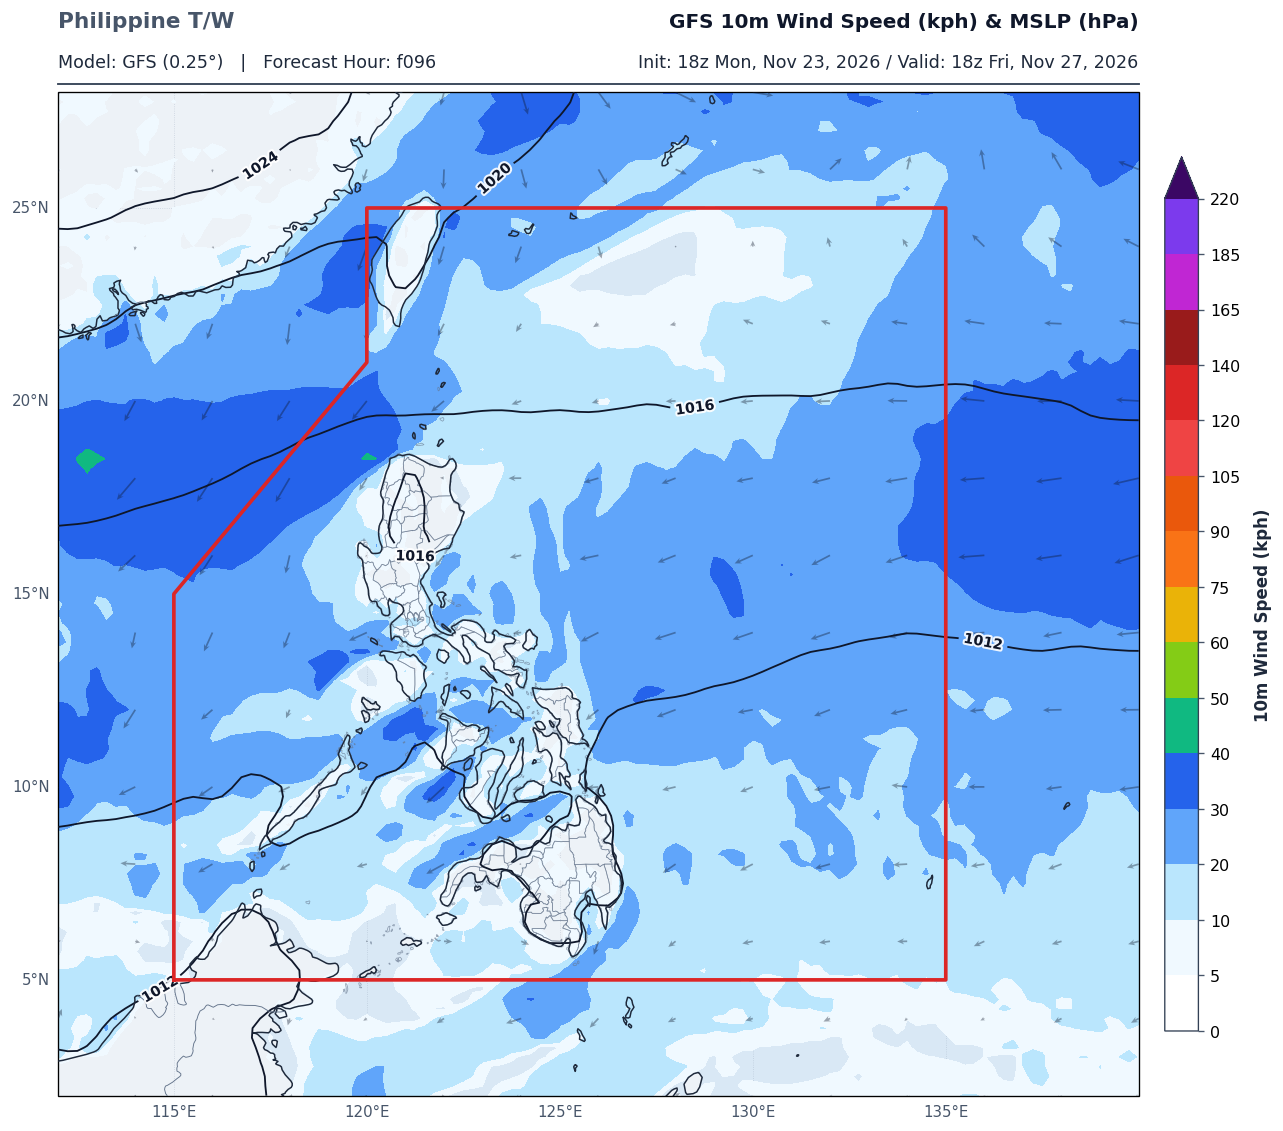 Philippine T/W
GFS 10m Wind Speed (kph) & MSLP (hPa)
Model: GFS (0.25°)   |   Forecast Hour: f096
Init: 18z Mon, Nov 23, 2026 / Valid: 18z Fri, Nov 27, 2026
1024
1020
1016
1016
1012
1012
25°N
20°N
15°N
10°N
5°N
115°E
120°E
125°E
130°E
135°E
220
185
165
140
120
105
90
75
60
50
40
30
20
10
5
0
10m Wind Speed (kph)